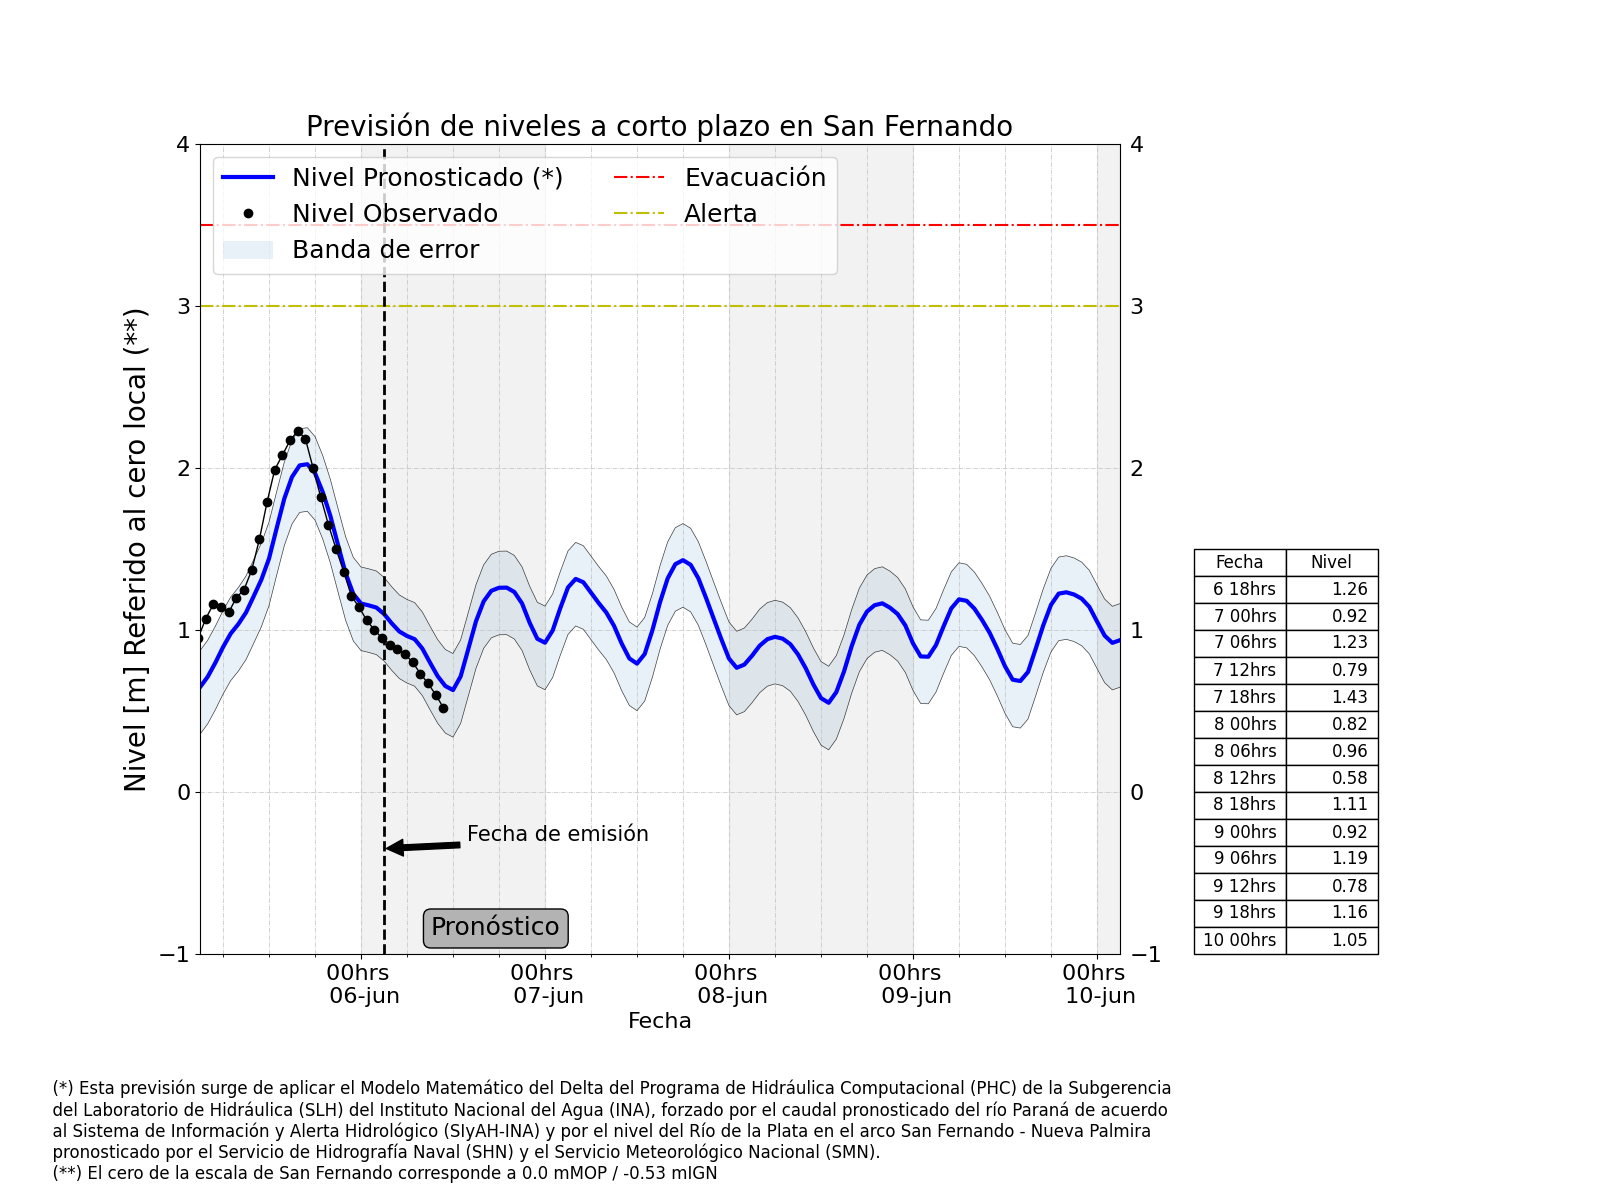 Previsión de niveles a corto plazo en San Fernando
Nivel Pronosticado (*)
Nivel Observado
Banda de error
Evacuación
Alerta
4
3
2
1
0
−1
4
3
2
1
0
−1
Nivel [m] Referido al cero local (**)
Fecha de emisión
Pronóstico
00hrs
06-jun
00hrs
07-jun
00hrs
08-jun
00hrs
09-jun
00hrs
10-jun
Fecha
Fecha Nivel
6 18hrs 1.26
7 00hrs 0.92
7 06hrs 1.23
7 12hrs 0.79
7 18hrs 1.43
8 00hrs 0.82
8 06hrs 0.96
8 12hrs 0.58
8 18hrs 1.11
9 00hrs 0.92
9 06hrs 1.19
9 12hrs 0.78
9 18hrs 1.16
10 00hrs 1.05
(*) Esta previsión surge de aplicar el Modelo Matemático del Delta del Programa de Hidráulica Computacional (PHC) de la Subgerencia
del Laboratorio de Hidráulica (SLH) del Instituto Nacional del Agua (INA), forzado por el caudal pronosticado del río Paraná de acuerdo
al Sistema de Información y Alerta Hidrológico (SIyAH-INA) y por el nivel del Río de la Plata en el arco San Fernando - Nueva Palmira
pronosticado por el Servicio de Hidrografía Naval (SHN) y el Servicio Meteorológico Nacional (SMN).
(**) El cero de la escala de San Fernando corresponde a 0.0 mMOP / -0.53 mIGN